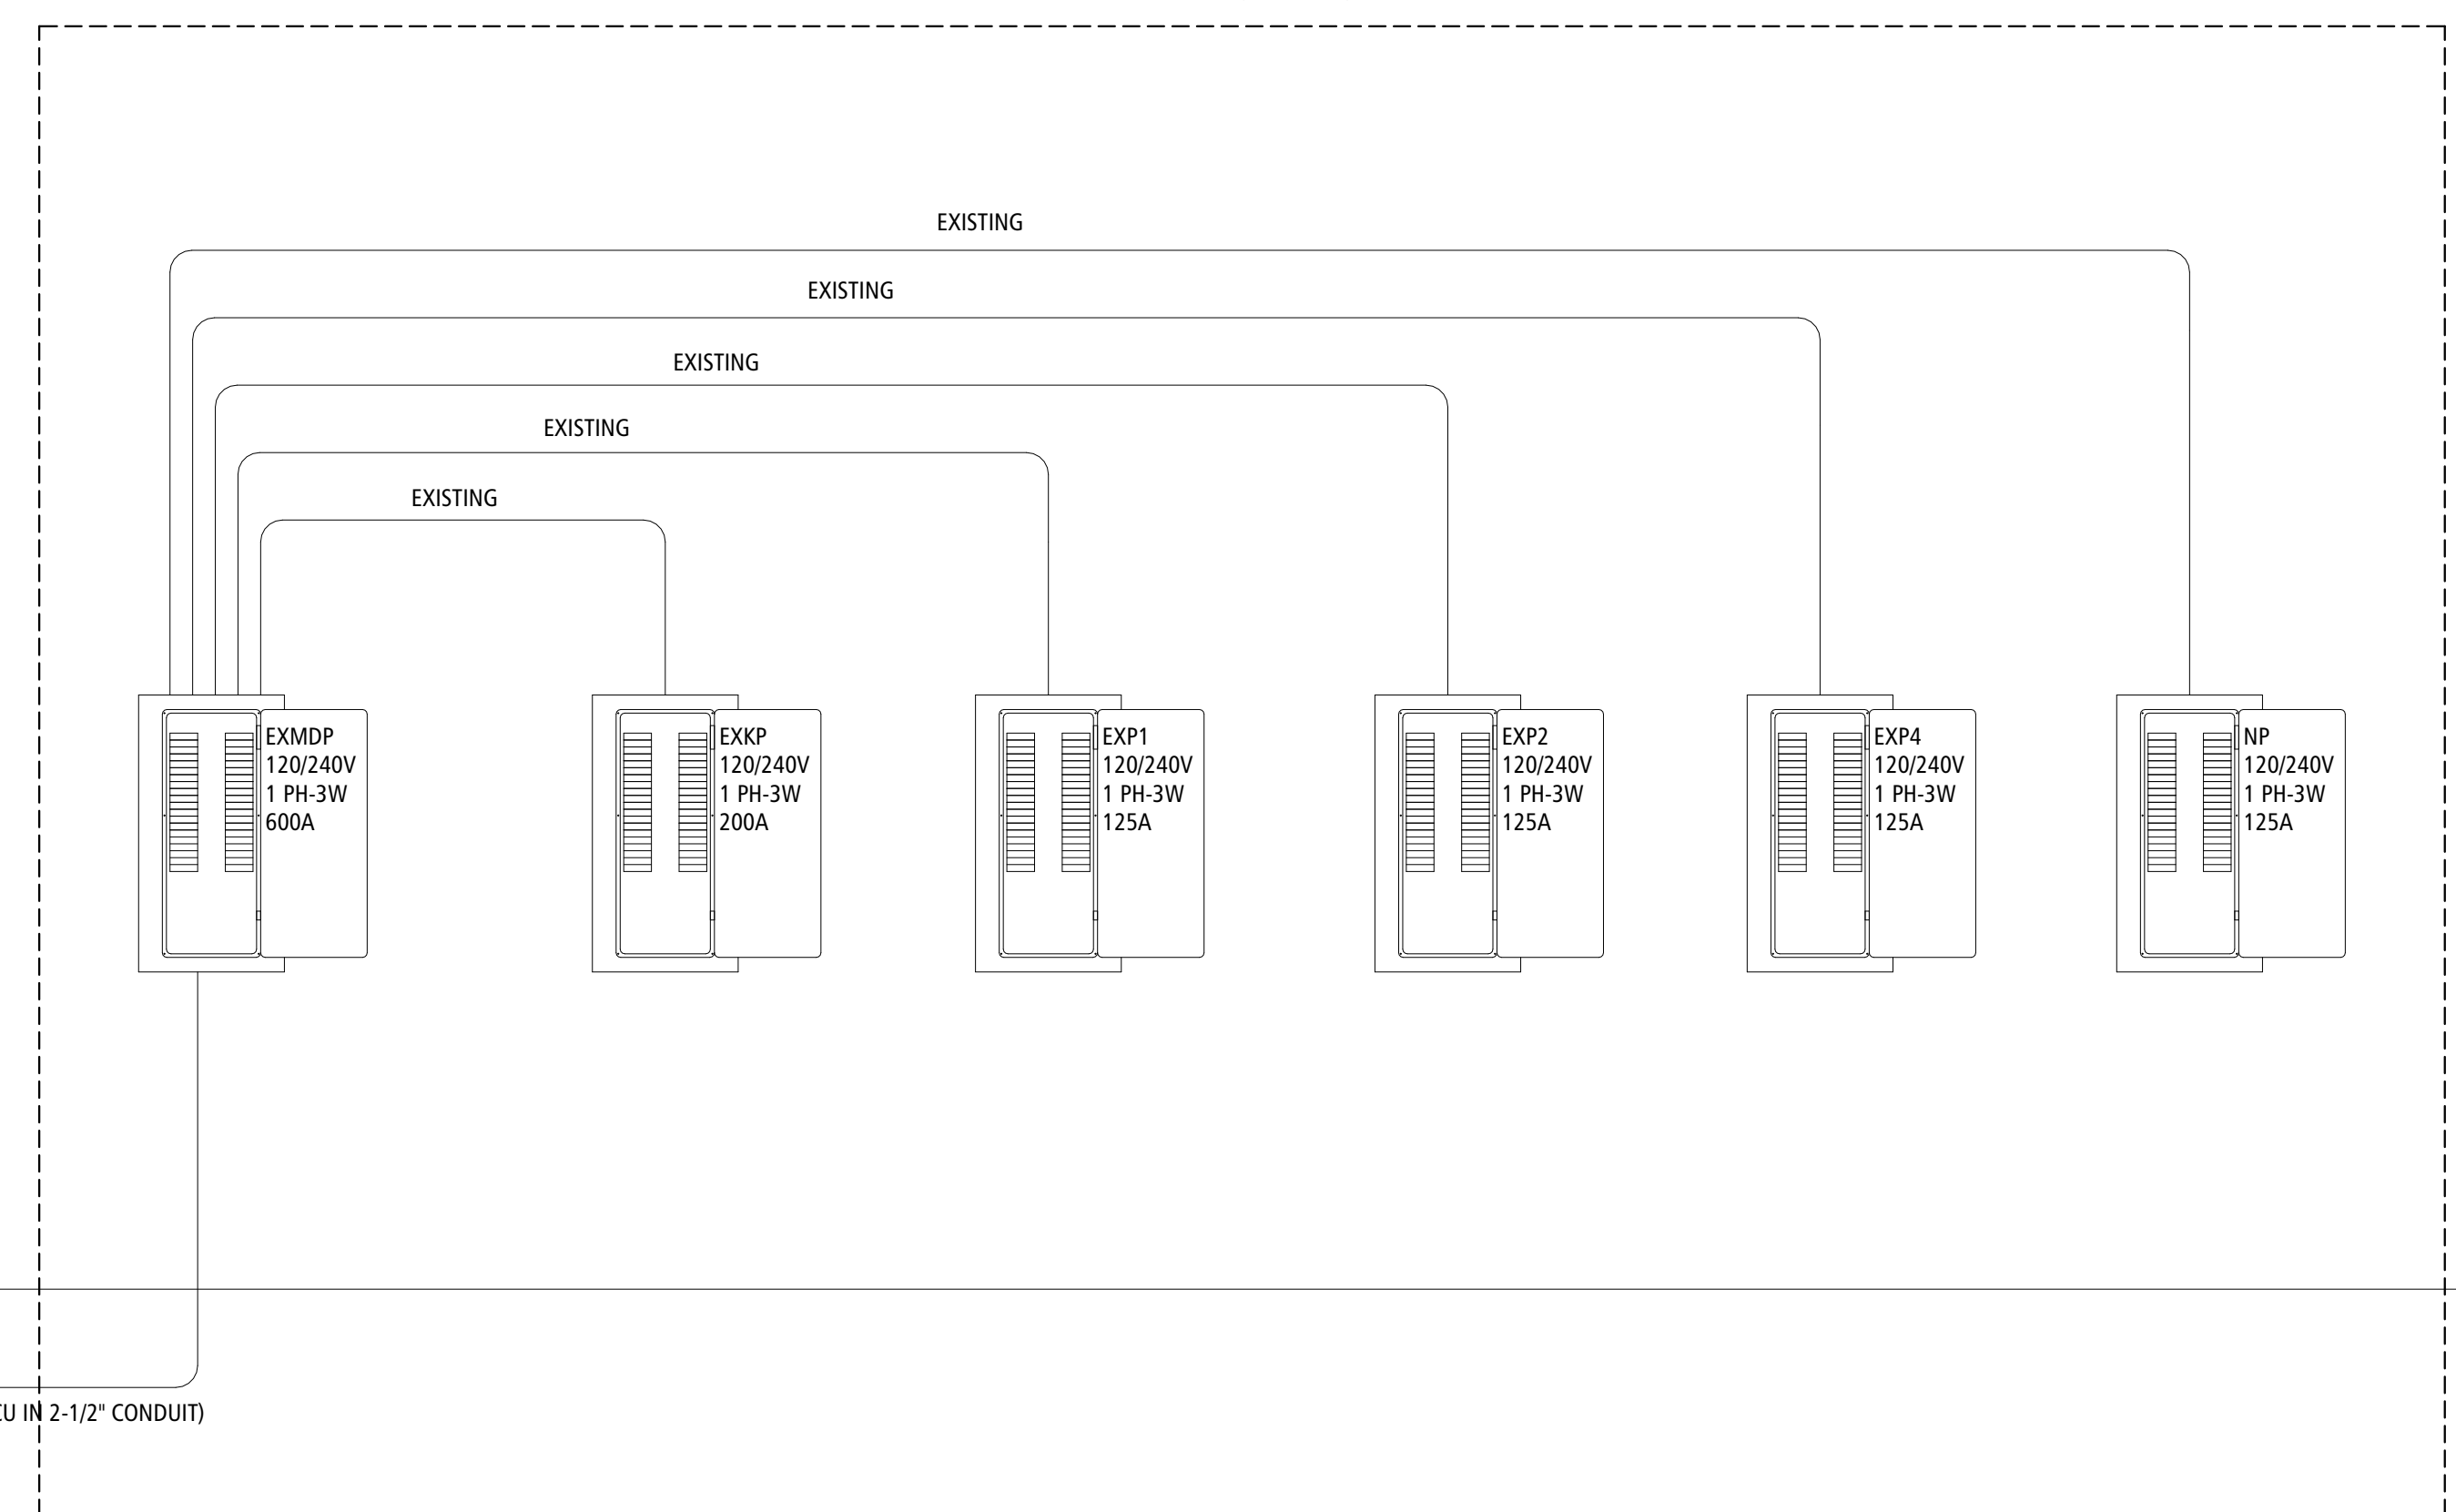 EXISTING
EXISTING
EXISTING
EXISTING
EXISTING
EXMDP
120/240V
1 PH-3W
600A
EXKP
120/240V
1 PH-3W
200A
EXP1
120/240V
1 PH-3W
125A
EXP2
120/240V
1 PH-3W
125A
EXP4
120/240V
1 PH-3W
125A
NP
120/240V
1 PH-3W
125A
IN 2-1/2" CONDUIT)